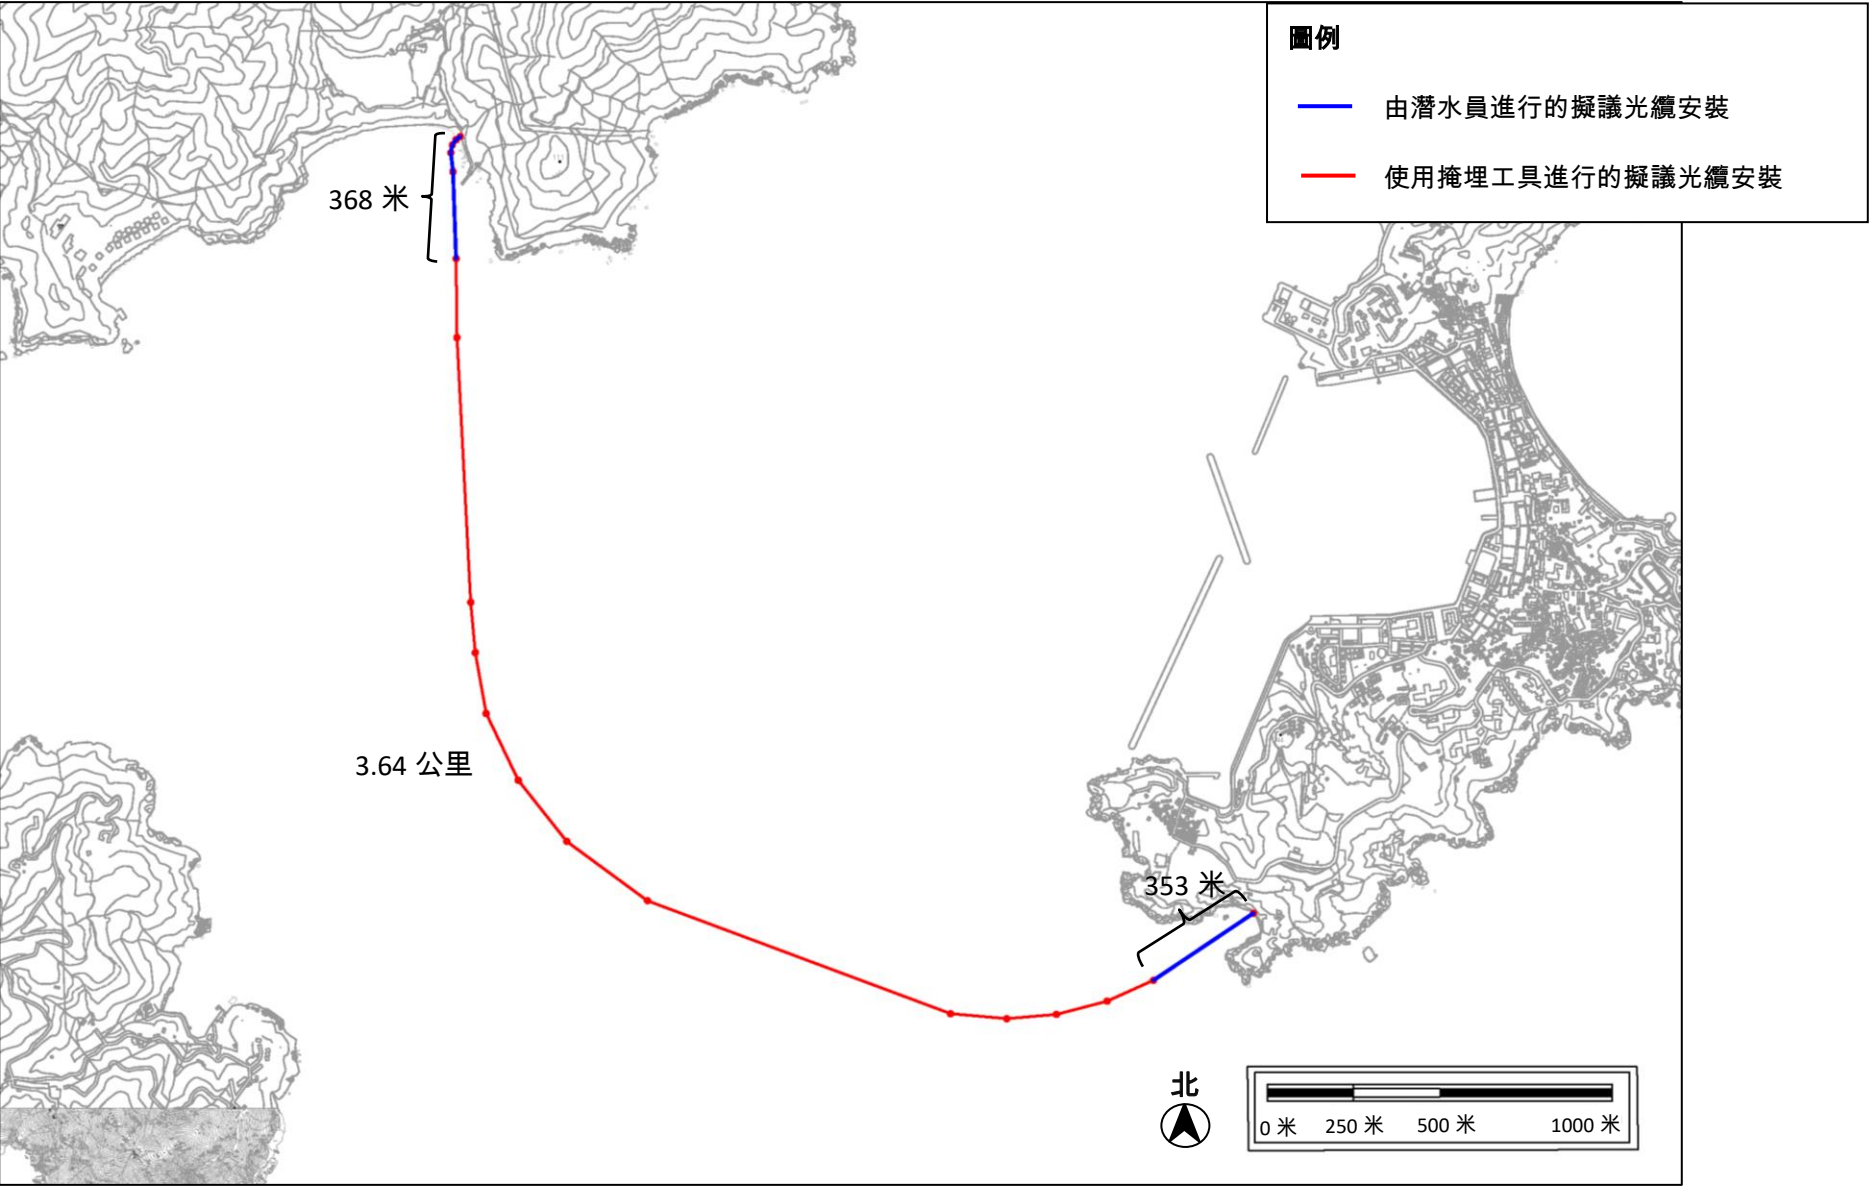 圖例
由潛水員進行的擬議光纜安裝
使用掩埋工具進行的擬議光纜安裝
368 米
3.64 公里
353 米
北
0 米 250 米 500 米 1000 米